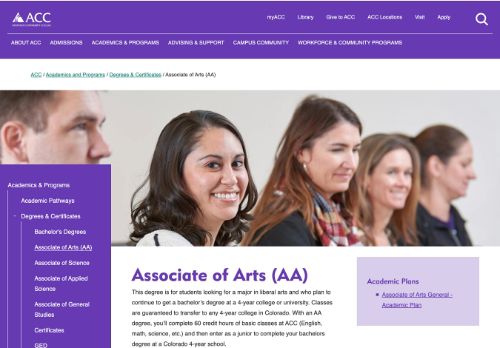 ACC
myACC Library Give to ACC ACC Locations Visit Apply
ABOUT ACC ADMISSIONS ACADEMICS & PROGRAMS ADVISING & SUPPORT CAMPUS COMMUNITY WORKFORCE & COMMUNITY PROGRAMS
ACC / Academics and Programs / Degrees & Certificates / Associate of Arts (AA)
Academics & Programs
Academic Pathways
Degrees & Certificates
Bachelor's Degrees
Associate of Arts (AA)
Associate of Science
Associate of Applied
Science
Associate of General
Studies
Certificates
GED
Associate of Arts (AA)
This degree is for students looking for a major in liberal arts and who plan to
continue to get a bachelor's degree at a 4-year college or university. Classes
are guaranteed to transfer to any 4-year college in Colorado. With an AA
degree, you'll complete 60 credit hours of basic classes at ACC (English,
math, science, etc.) and then enter as a junior to complete your bachelors
degree at a Colorado 4-year school.
Academic Plans
Associate of Arts General -
Academic Plan